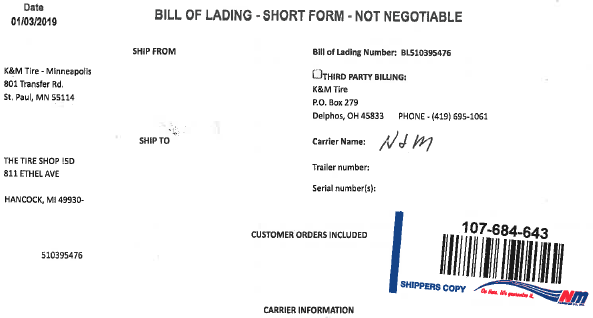 Date
01/03/2019
BILL OF LADING - SHORT FORM - NOT NEGOTIABLE
SHIP FROM
K&M Tire - Minneapolis
801 Transfer Rd.
St. Paul, MN 55114
Bill of Lading Number: BL510395476
THIRD PARTY BILLING:
K&M Tire
P.O. Box 279
Delphos, OH 45833 PHONE - (419) 695-1061
SHIP TO
THE TIRE SHOP ISD
811 ETHEL AVE
HANCOCK, MI 49930-
Carrier Name: N&M
Trailer number:
Serial number(s):
CUSTOMER ORDERS INCLUDED
510395476
107-684-643
SHIPPERS COPY
On time. We guarantee it.
NM
CARRIER INFORMATION